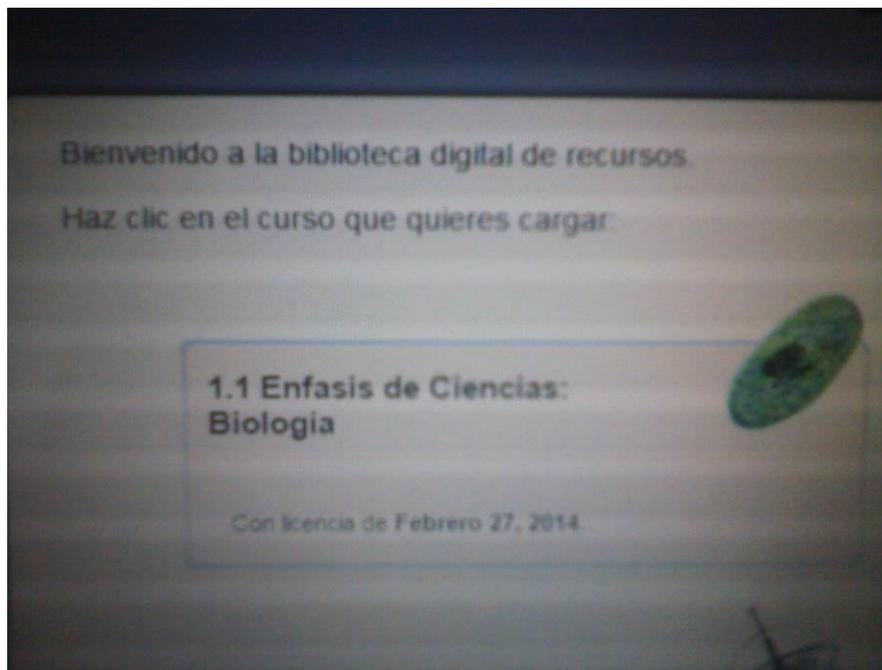 Bienvenido a la biblioteca digital de recursos.
Haz clic en el curso que quieres cargar:
1.1 Enfasis de Ciencias:
Biología
Con licencia de Febrero 27, 2014